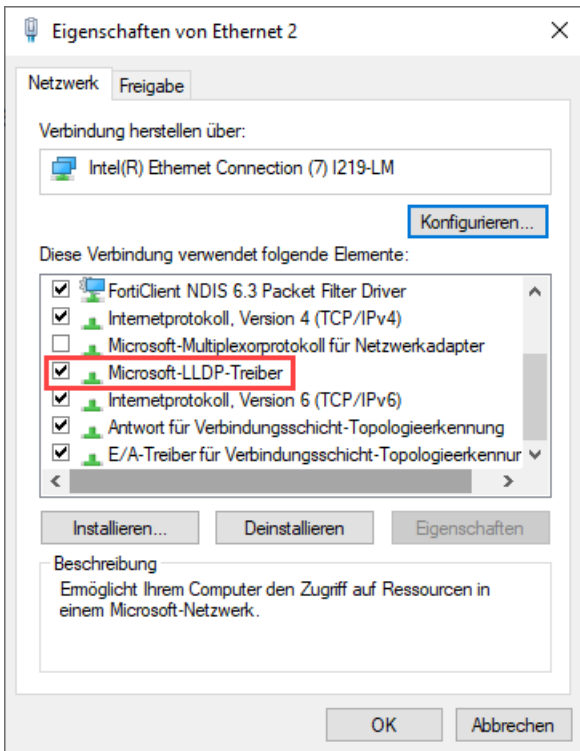 Eigenschaften von Ethernet 2
Netzwerk
Freigabe
Verbindung herstellen über:
Intel(R) Ethernet Connection (7) I219-LM
Konfigurieren...
Diese Verbindung verwendet folgende Elemente:
FortiClient NDIS 6.3 Packet Filter Driver
Internetprotokoll, Version 4 (TCP/IPv4)
Microsoft-Multiplexorprotokoll für Netzwerkadapter
Microsoft-LLDP-Treiber
Internetprotokoll, Version 6 (TCP/IPv6)
Antwort für Verbindungsschicht-Topologieerkennung
E/A-Treiber für Verbindungsschicht-Topologieerkennur
Installieren...
Deinstallieren
Eigenschaften
Beschreibung
Ermöglicht Ihrem Computer den Zugriff auf Ressourcen in
einem Microsoft-Netzwerk.
OK
Abbrechen